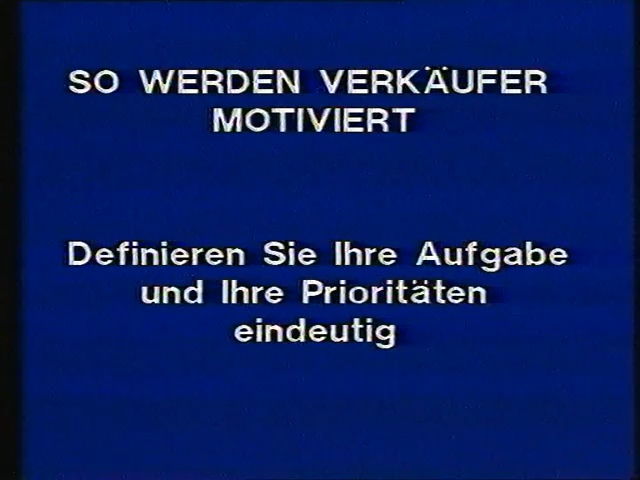 SO WERDEN VERKÄUFER
MOTIVIERT
Definieren Sie Ihre Aufgabe
und Ihre Prioritäten
eindeutig